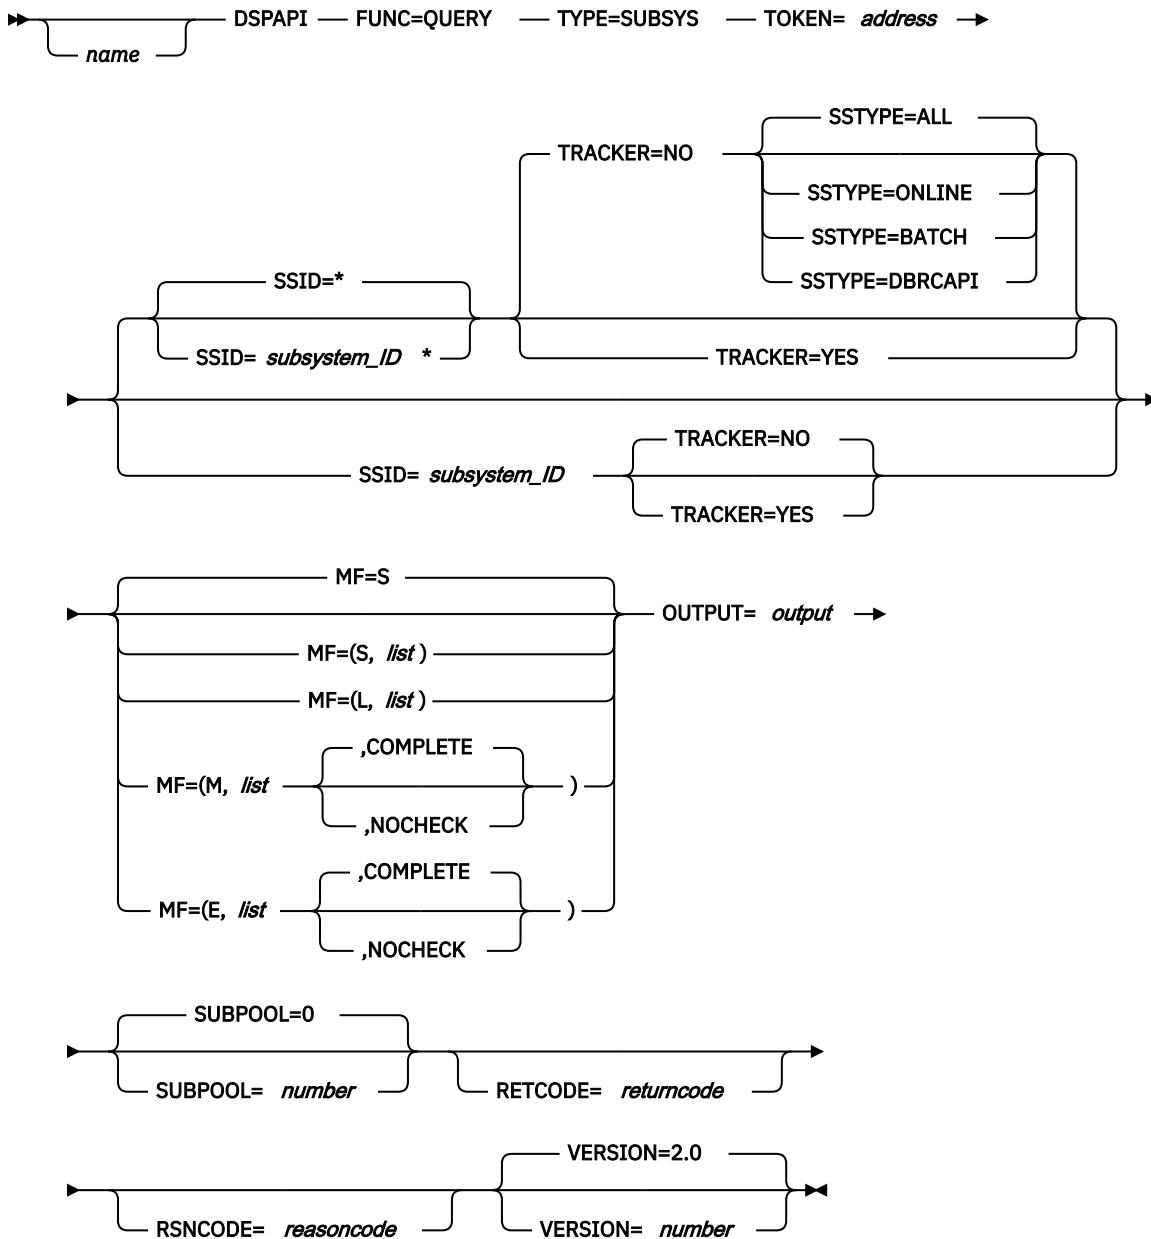 DSPAPI FUNC=QUERY TYPE=SUBSYS TOKEN= address
name
SSTYPE=ALL
TRACKER=NO
SSTYPE=ONLINE
SSTYPE=BATCH
SSID=*
SSTYPE=DBRCAPI
SSID= subsystem_ID *
TRACKER=YES
TRACKER=NO
SSID= subsystem_ID
TRACKER=YES
MF=S
OUTPUT= output
MF=(S, list )
MF=(L, list )
,COMPLETE
MF=(M, list )
,NOCHECK
,COMPLETE
MF=(E, list )
,NOCHECK
SUBPOOL=0
SUBPOOL= number
RETCODE= returncode
VERSION=2.0
RSNCODE= reasoncode
VERSION= number